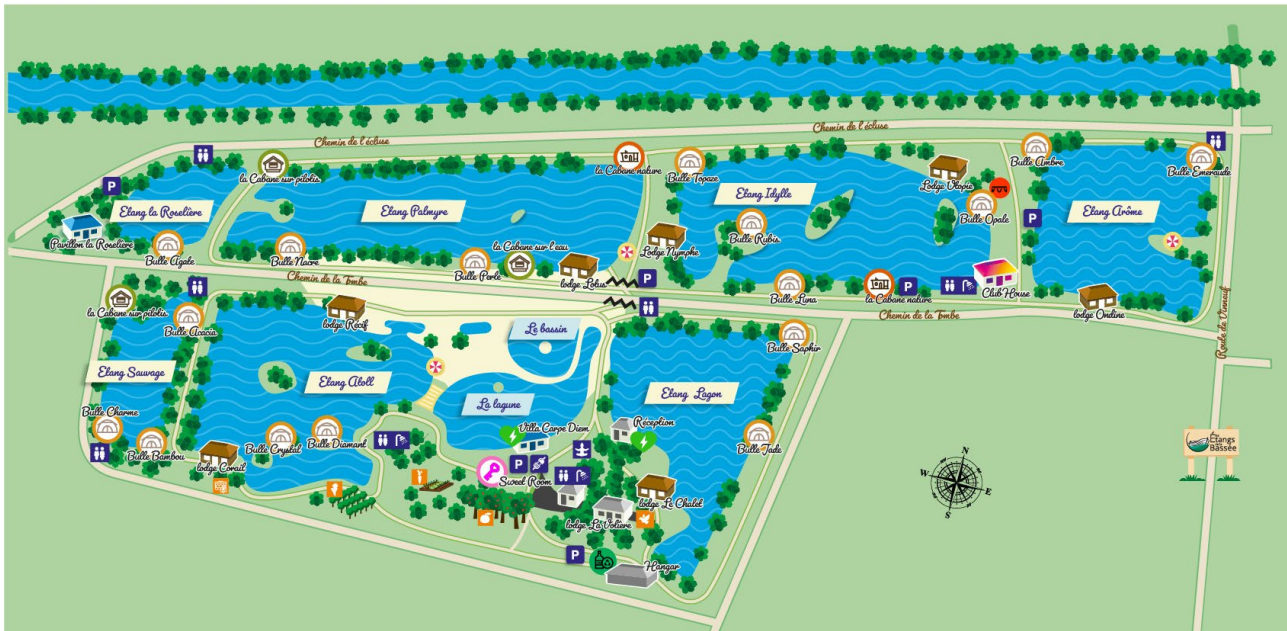 Chemin de l'écluse
Chemin de l'écluse
la Cabane sur pilotis
la Cabane nature
Bulle Topaze
Bulle Ambre
Bulle Emeraude
P
Etang la Roselière
Etang Palmyre
Etang Idylle
Lodge Utopie
Etang Arôme
Bulle Opale
P
Pavillon la Roselière
Bulle Agate
Bulle Nacre
Bulle Perle
la Cabane sur l'eau
lodge Lotus
Lodge Nymphe
Bulle Rubis
P
Chemin de la Tombe
Bulle Luna
la Cabane nature
P
Club House
lodge Ondine
Chemin de la Tombe
Route de Vinneuf
la Cabane sur pilotis
Bulle Acacia
lodge Récif
Le bassin
Bulle Saphir
Etang Sauvage
Etang Atoll
La lagune
Etang Lagon
Bulle Charme
Bulle Bambou
lodge Corail
Bulle Crystal
Bulle Diamant
Villa Carpe Diem
Réception
Bulle Jade
P
Sweet Room
lodge Le Chalet
lodge La Volière
P
Hangar
N
W
E
S
Les
Etangs
Bassée